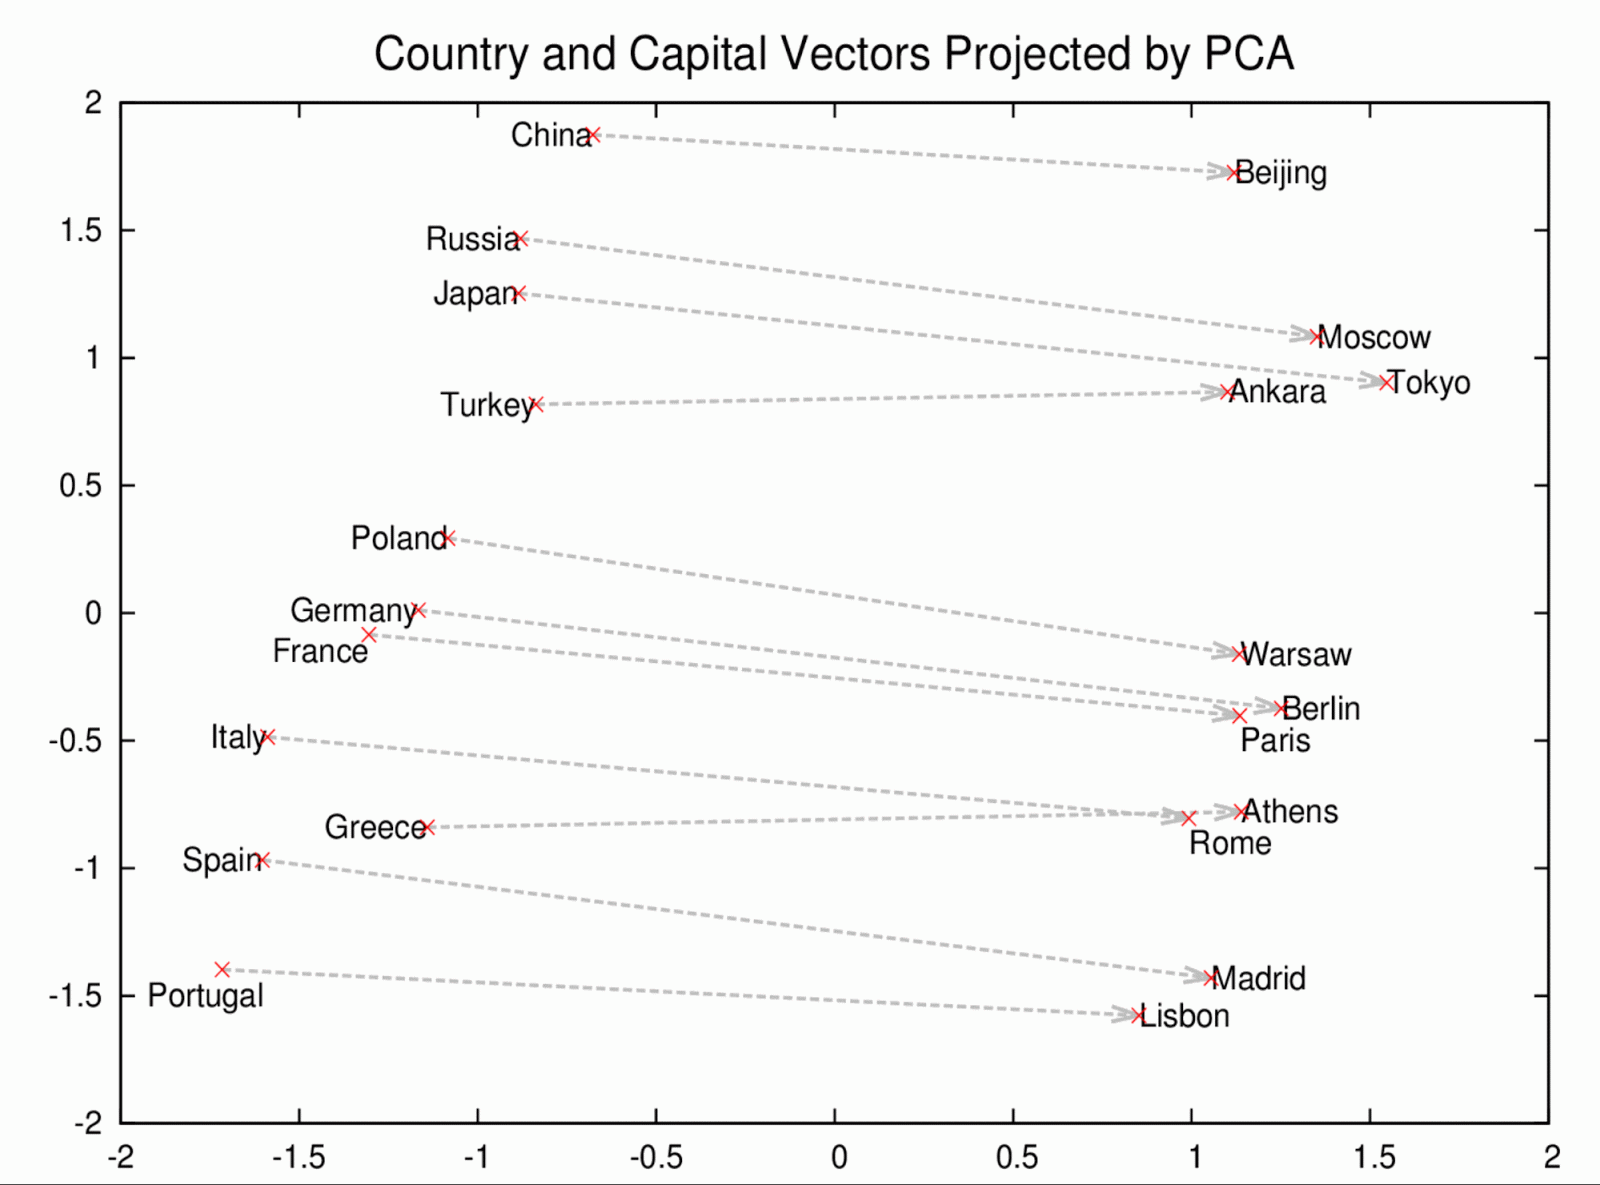 Country and Capital Vectors Projected by PCA
2
China
Beijing
1.5
Russia
Japan
Moscow
1
Tokyo
Ankara
Turkey
0.5
Poland
Germany
0
France
Warsaw
Berlin
-0.5
Italy
Paris
Athens
Greece
Rome
Spain
-1
Madrid
-1.5
Portugal
Lisbon
-2
-2 -1.5 -1 -0.5 0 0.5 1 1.5 2